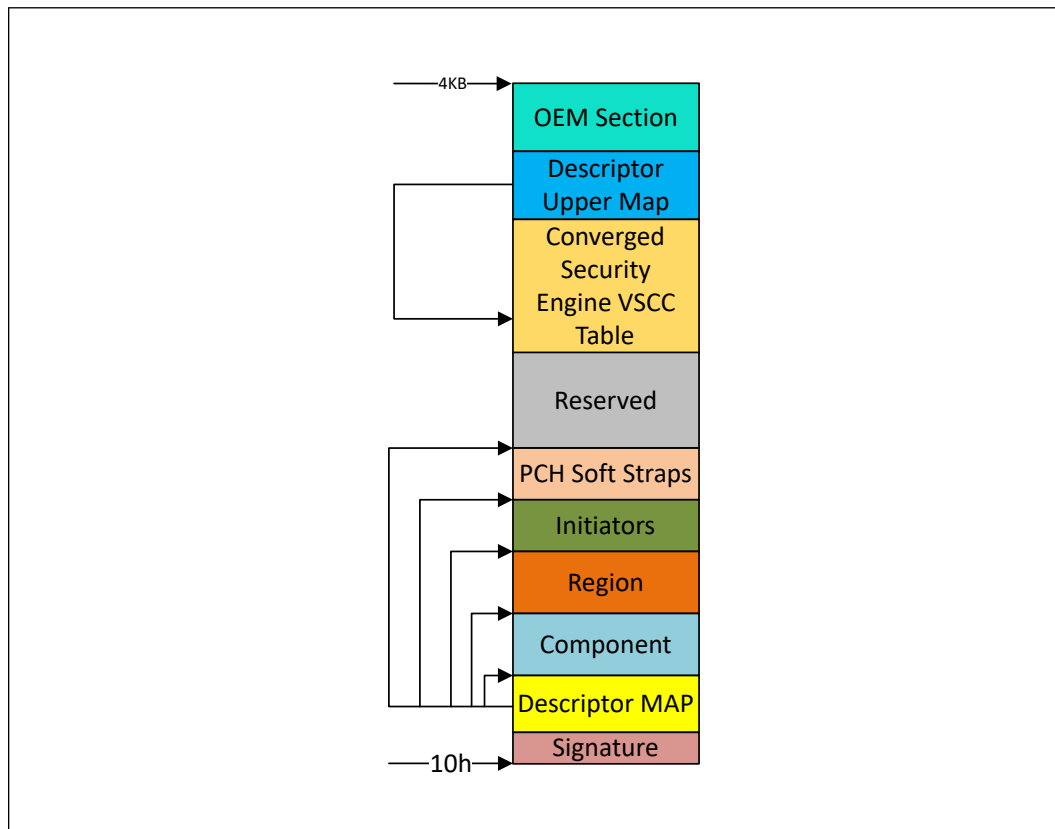 4KB
OEM Section
Descriptor
Upper Map
Converged
Security
Engine VSCC
Table
Reserved
PCH Soft Straps
Initiators
Region
Component
Descriptor MAP
Signature
10h